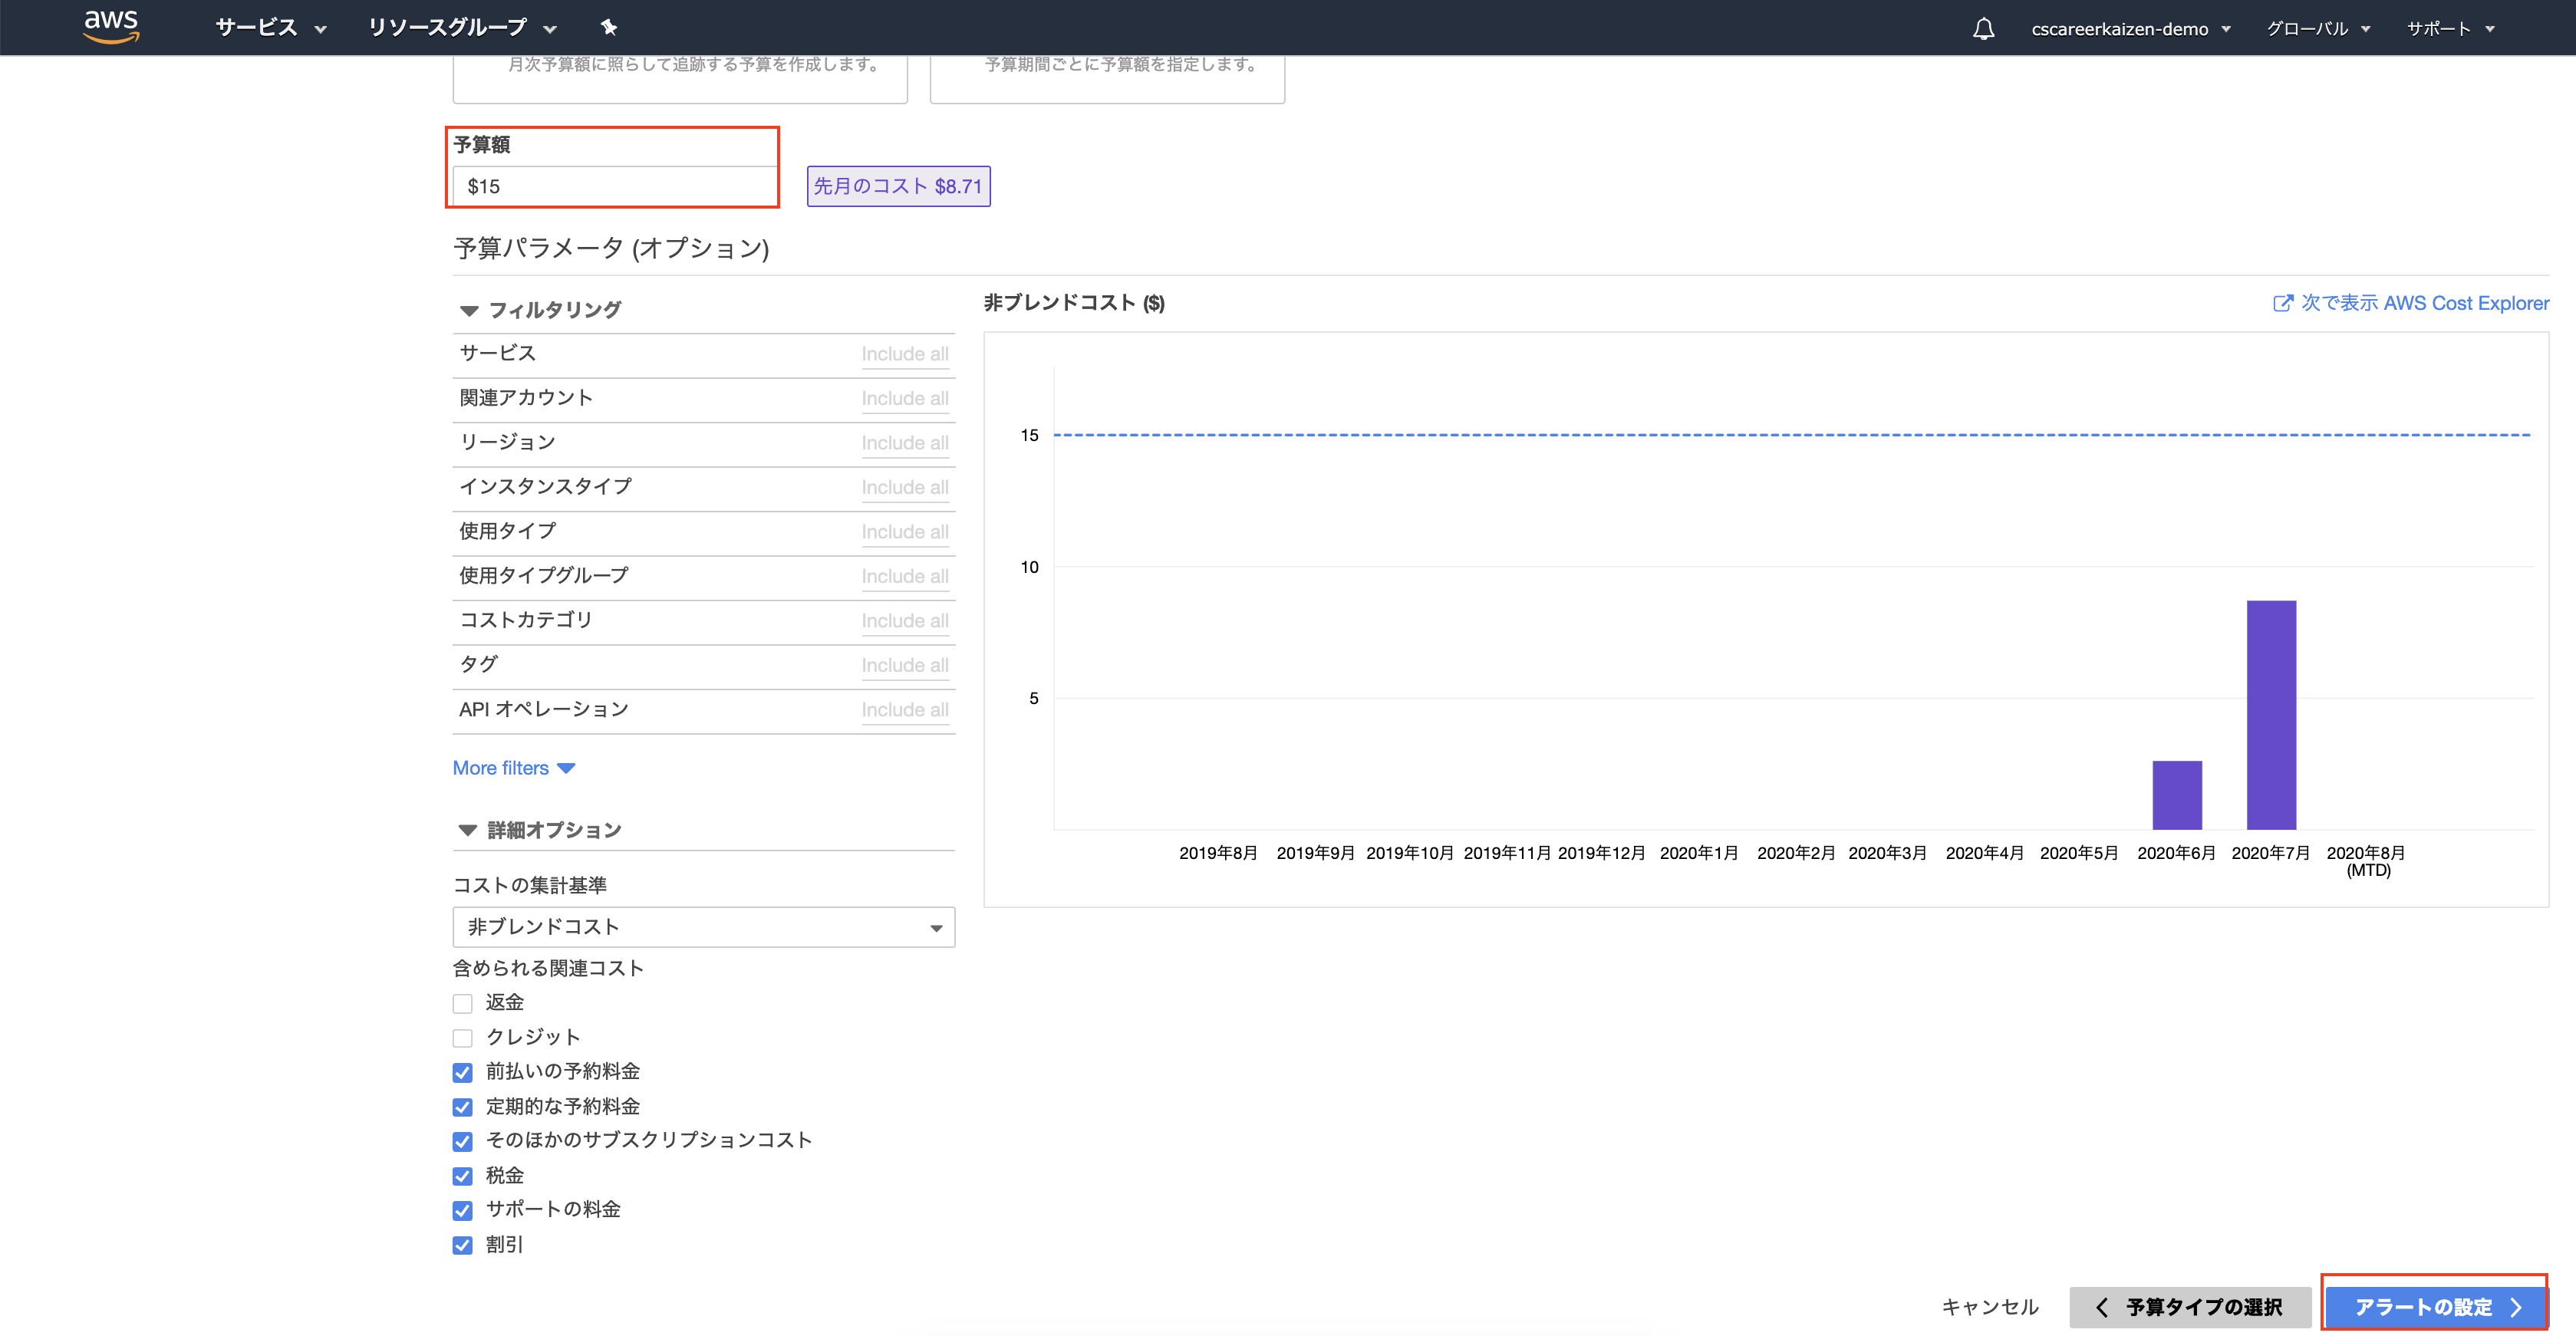 aws サービス リソースグループ cscareerkaizen-demo グローバル サポート
月次予算額に照らして追跡する予算を作成します。 予算期間ごとに予算額を指定します。
予算額
$15 先月のコスト $8.71
予算パラメータ (オプション)
フィルタリング
サービス Include all
関連アカウント Include all
リージョン Include all
インスタンスタイプ Include all
使用タイプ Include all
使用タイプグループ Include all
コストカテゴリ Include all
タグ Include all
API オペレーション Include all
More filters
非ブレンドコスト ($) 次で表示 AWS Cost Explorer
15
10
5
2019年8月 2019年9月 2019年10月 2019年11月 2019年12月 2020年1月 2020年2月 2020年3月 2020年4月 2020年5月 2020年6月 2020年7月 2020年8月
(MTD)
詳細オプション
コストの集計基準
非ブレンドコスト
含められる関連コスト
返金
クレジット
前払いの予約料金
定期的な予約料金
そのほかのサブスクリプションコスト
税金
サポートの料金
割引
キャンセル 予算タイプの選択 アラートの設定